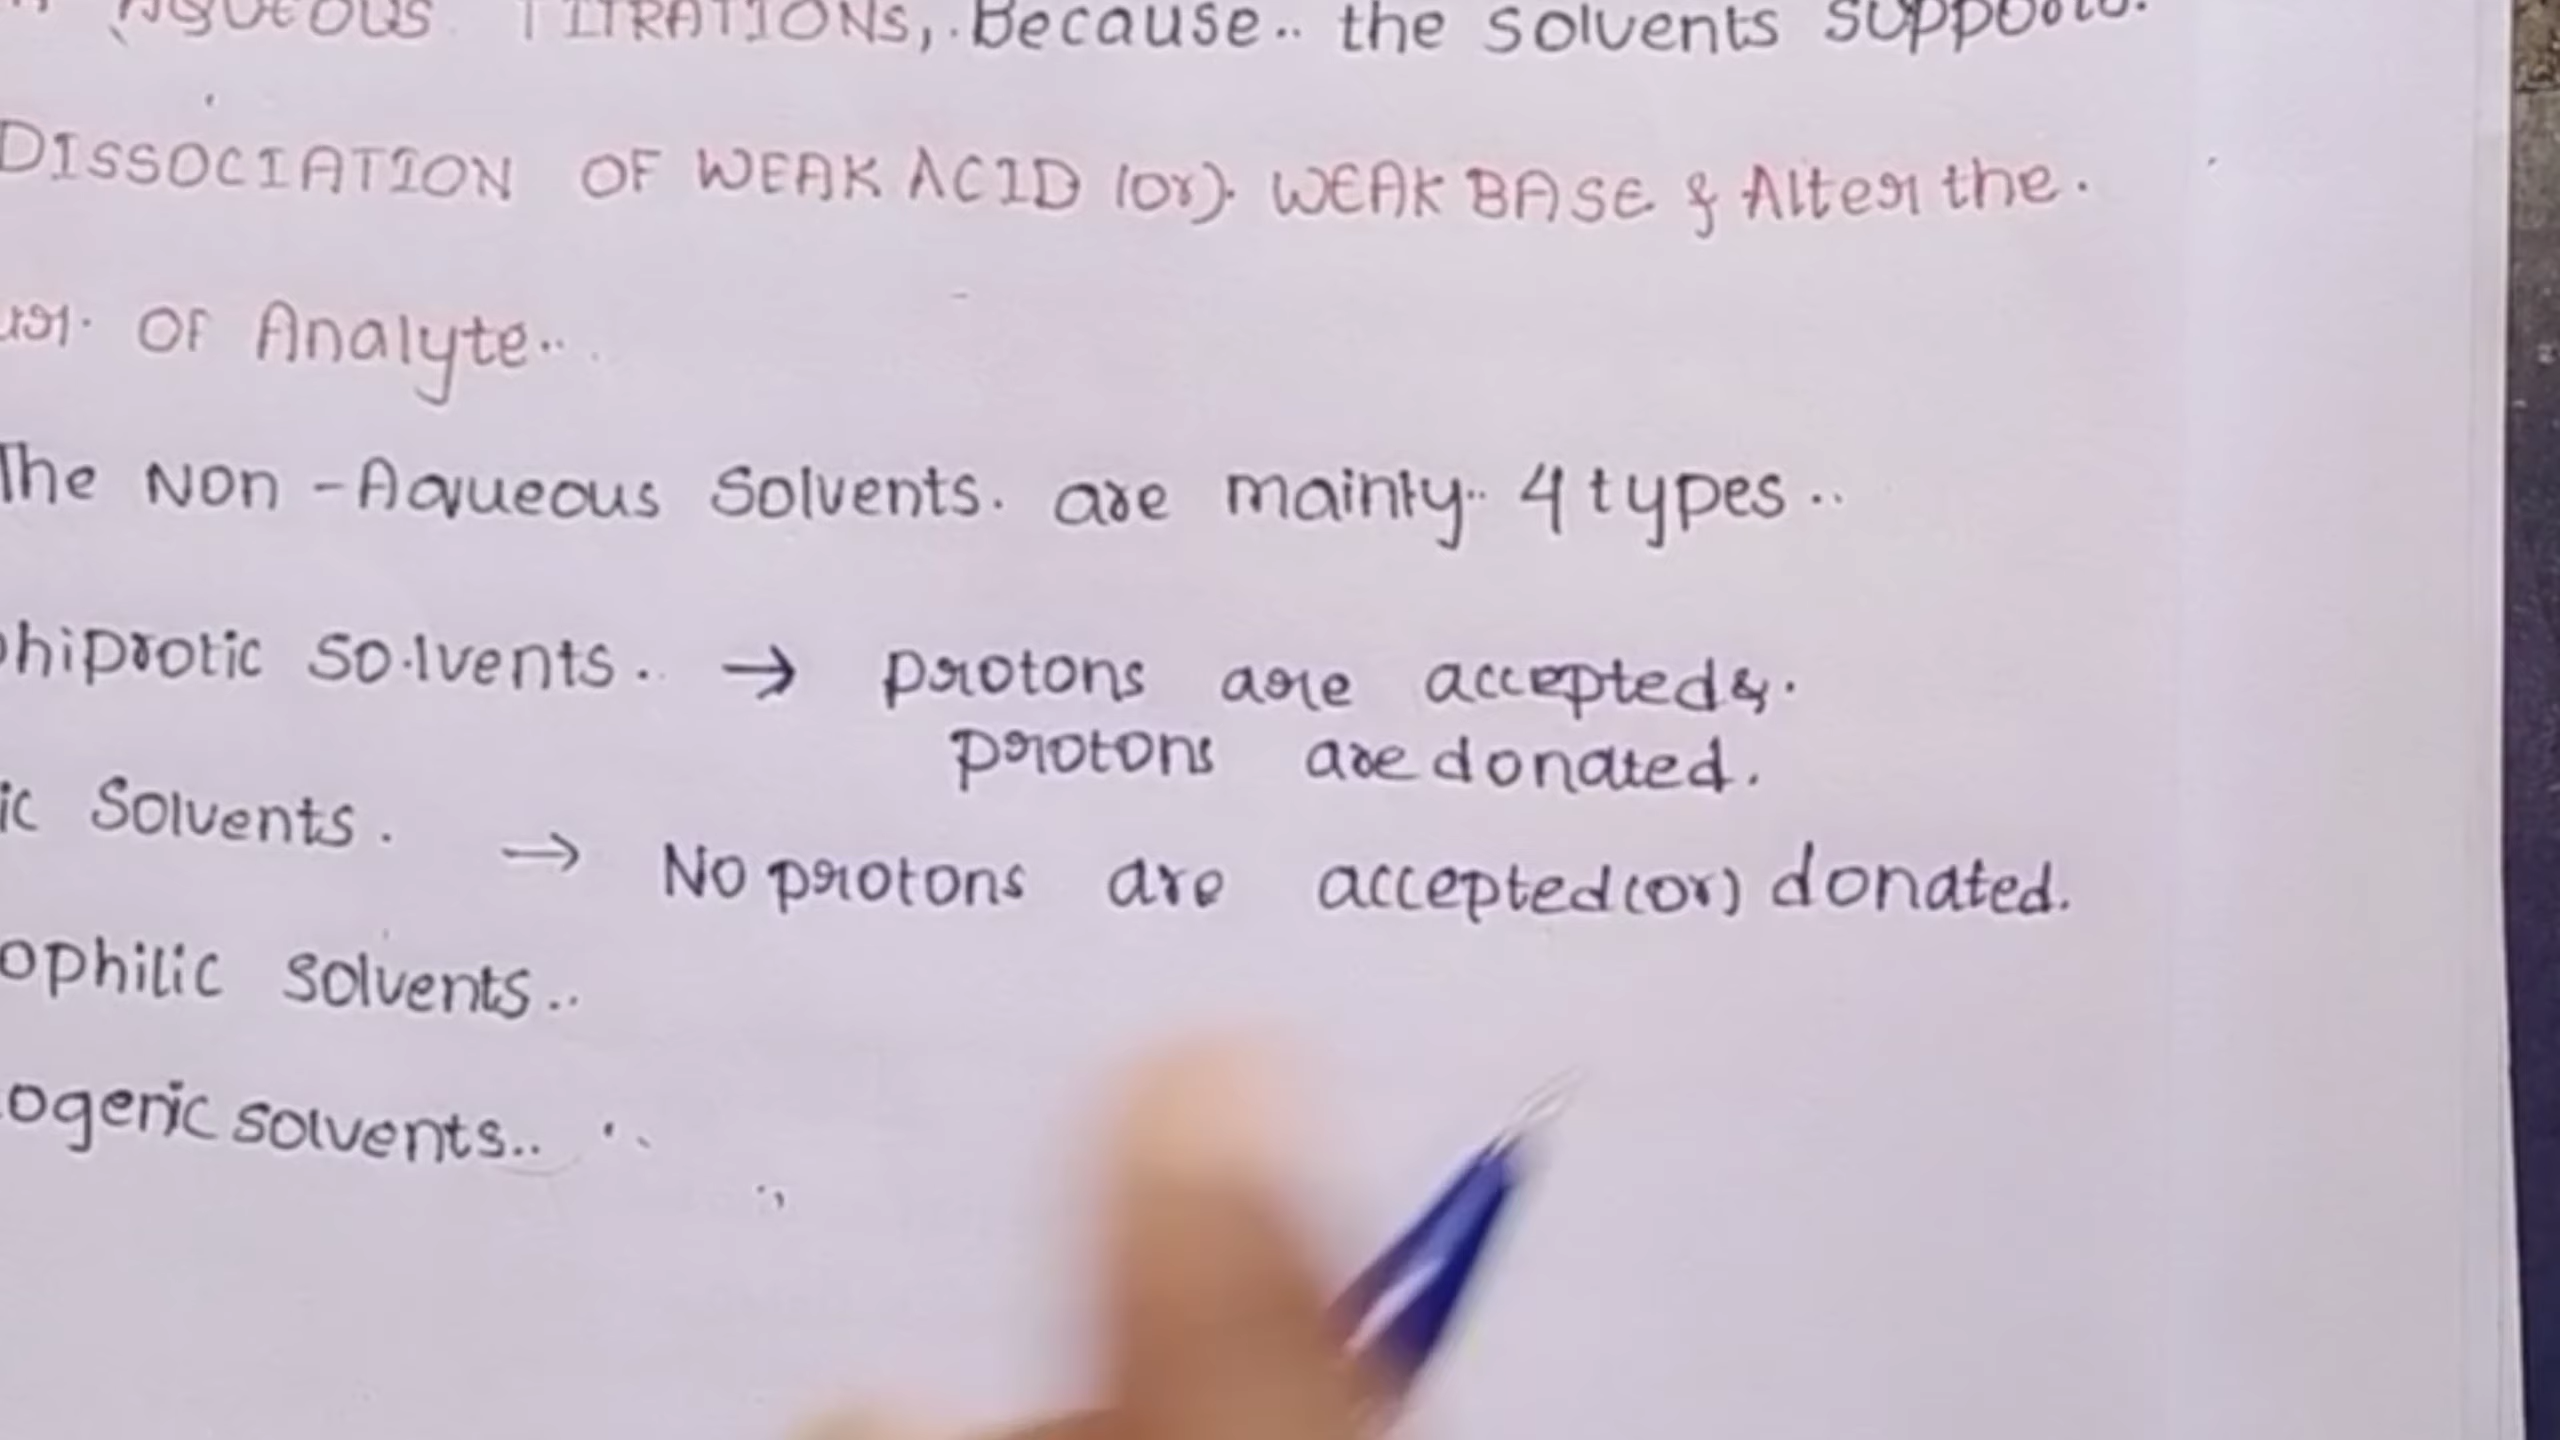 AQUEOUS TITRATIONS, Because.. the solvents
DISSOCIATION OF WEAK ACID (or). WEAK BASE & Alter the.
OF Analyte..
The Non-Aqueous Solvents. are mainly.. 4 types..
phiprotic Solvents.. → protons are accepted &.
protons are donated.
ic Solvents. → No protons are accepted (or) donated.
ophilic Solvents..
ogenic solvents..